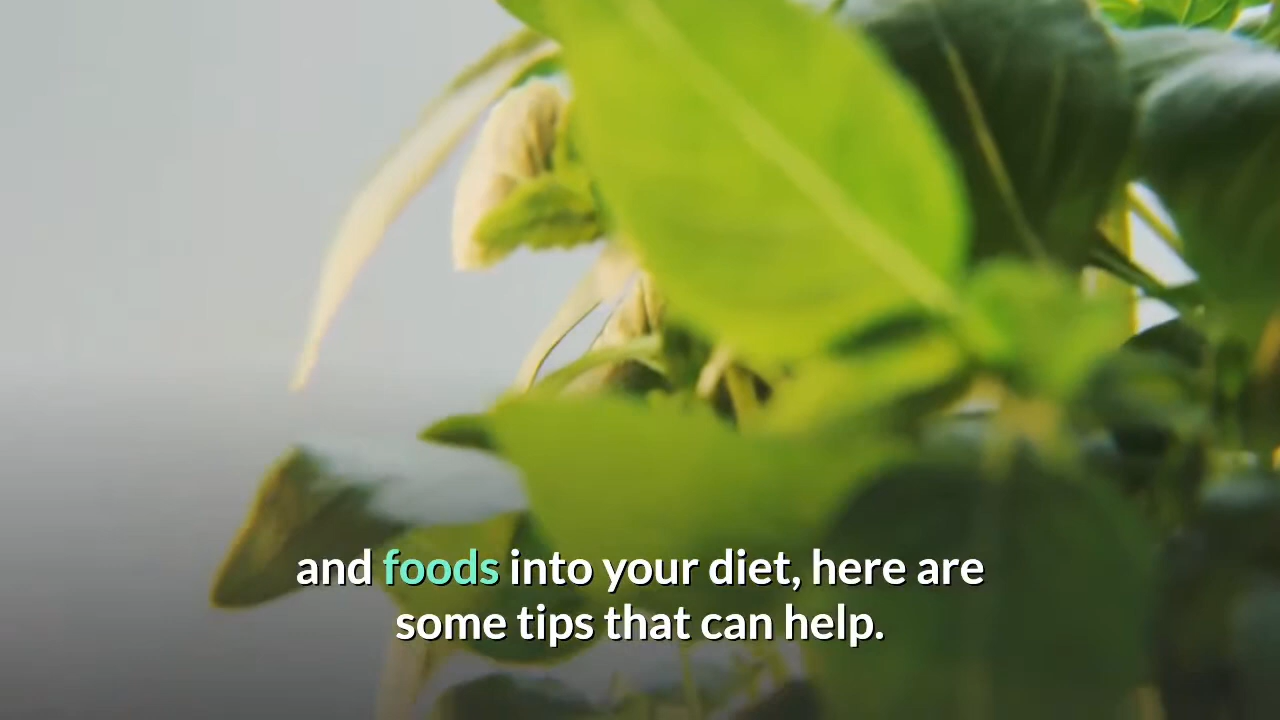 and foods into your diet, here are
some tips that can help.